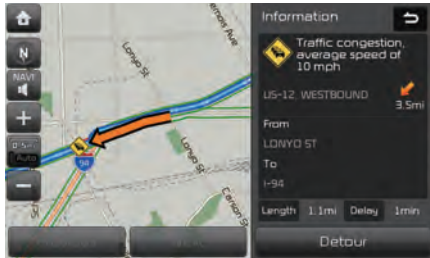 Information
Traffic congestion,
average speed of
10 mph
US-12, WESTBOUND
3.5mi
From
LONYO ST
To
I-94
Length 1.1mi Delay 1min
Detour
N
NAVI
+
Auto
-
Lonyo St
Lonyo St
Carson St
94